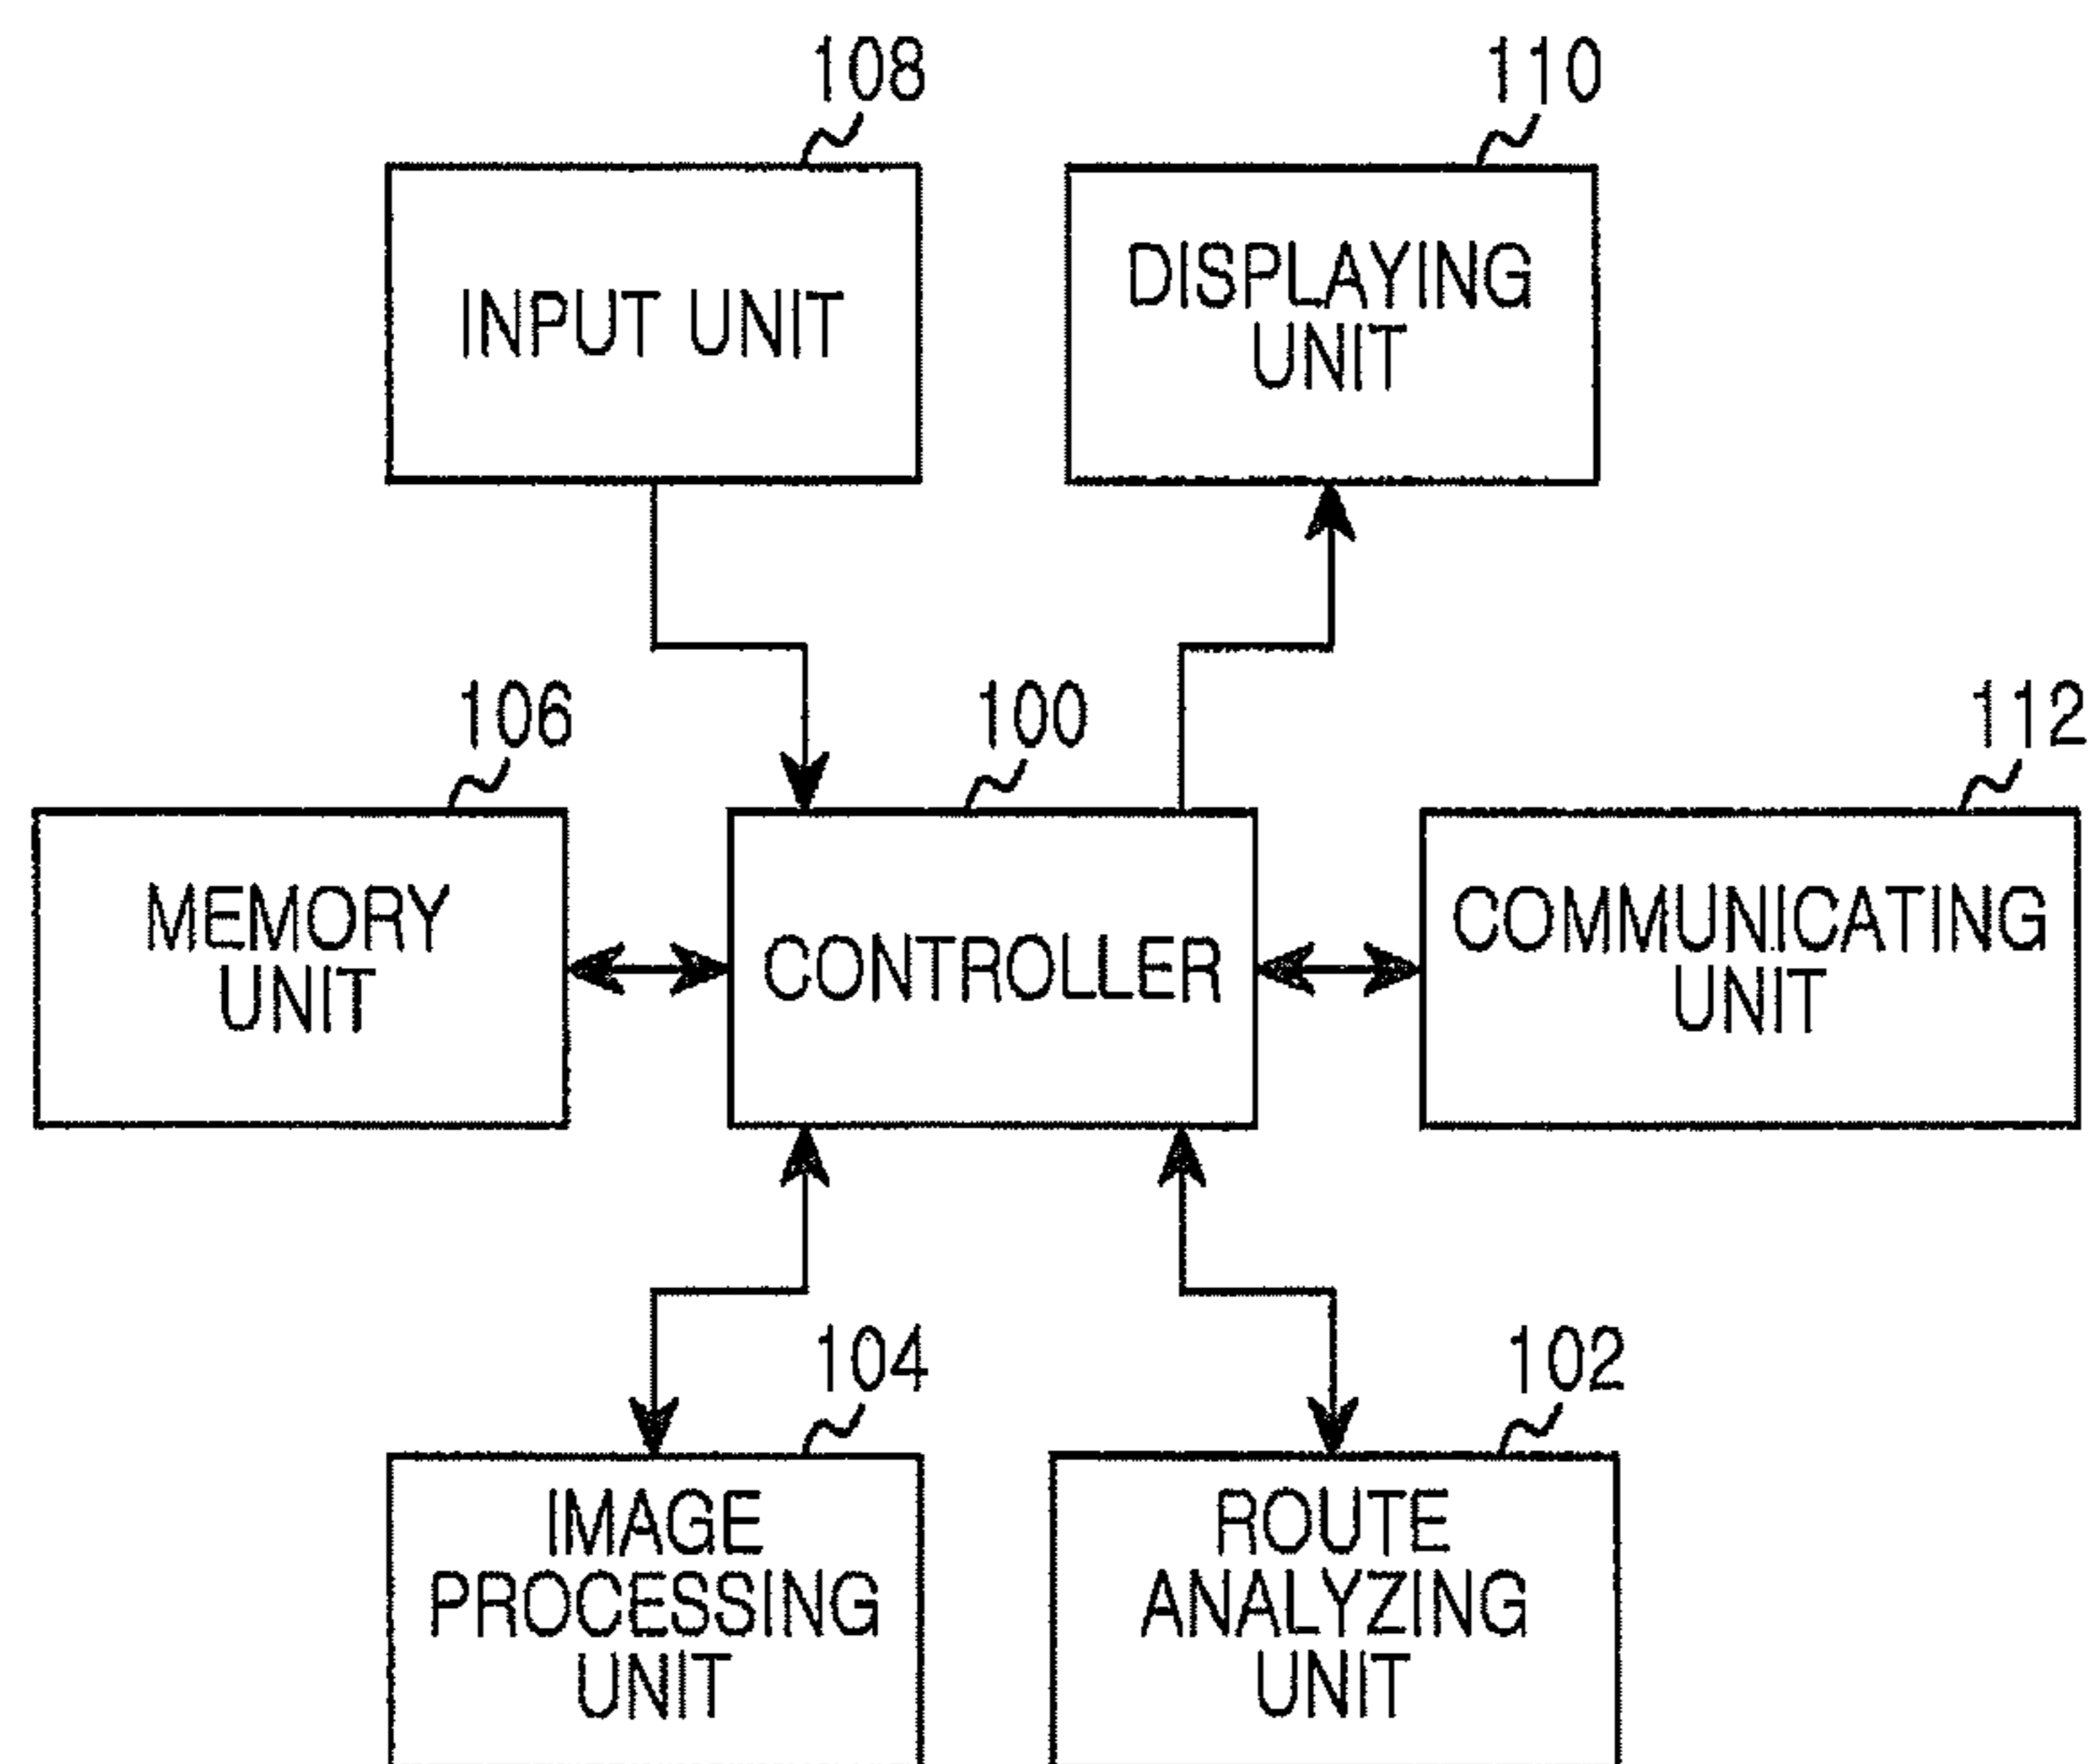 108
110
INPUT UNIT
DISPLAYING
UNIT
106
100
112
MEMORY
UNIT
CONTROLLER
COMMUNICATING
UNIT
104
102
IMAGE
PROCESSING
UNIT
ROUTE
ANALYZING
UNIT